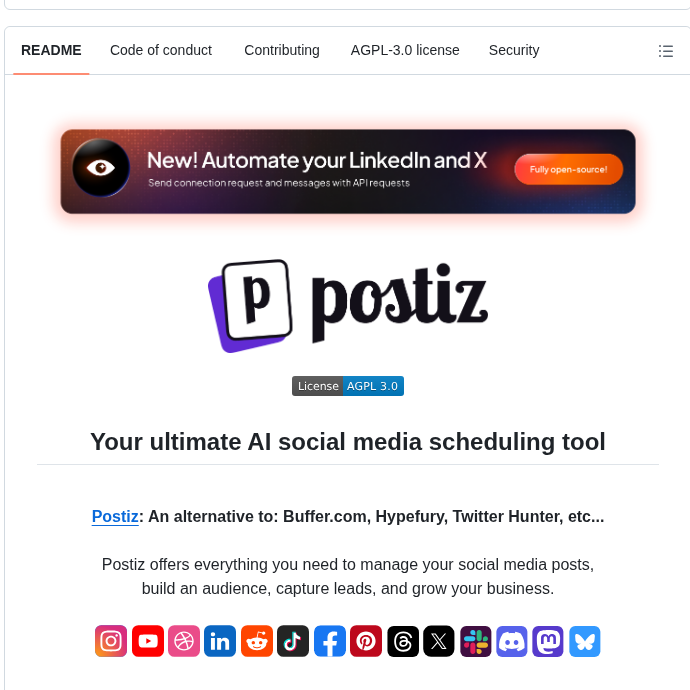 README Code of conduct Contributing AGPL-3.0 license Security
New! Automate your LinkedIn and X
Send connection request and messages with API requests
Fully open-source!
P postiz
License AGPL 3.0
Your ultimate AI social media scheduling tool
Postiz: An alternative to: Buffer.com, Hypefury, Twitter Hunter, etc...
Postiz offers everything you need to manage your social media posts,
build an audience, capture leads, and grow your business.